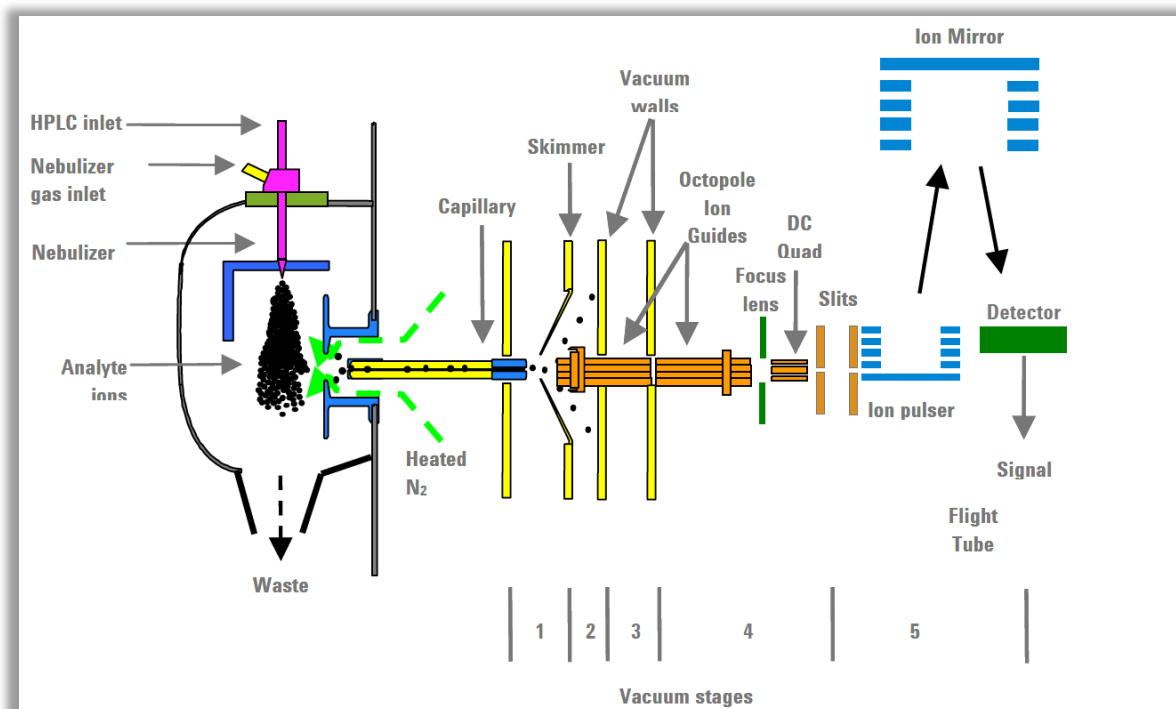 Ion Mirror
Vacuum
walls
HPLC inlet
Skimmer
Nebulizer
gas inlet
Octopole
Ion
Guides
Capillary
DC
Quad
Nebulizer
Focus
lens
Slits
Detector
Analyte
ions
Ion pulser
Heated
N2
Signal
Flight
Tube
Waste
1
2
3
4
5
Vacuum stages